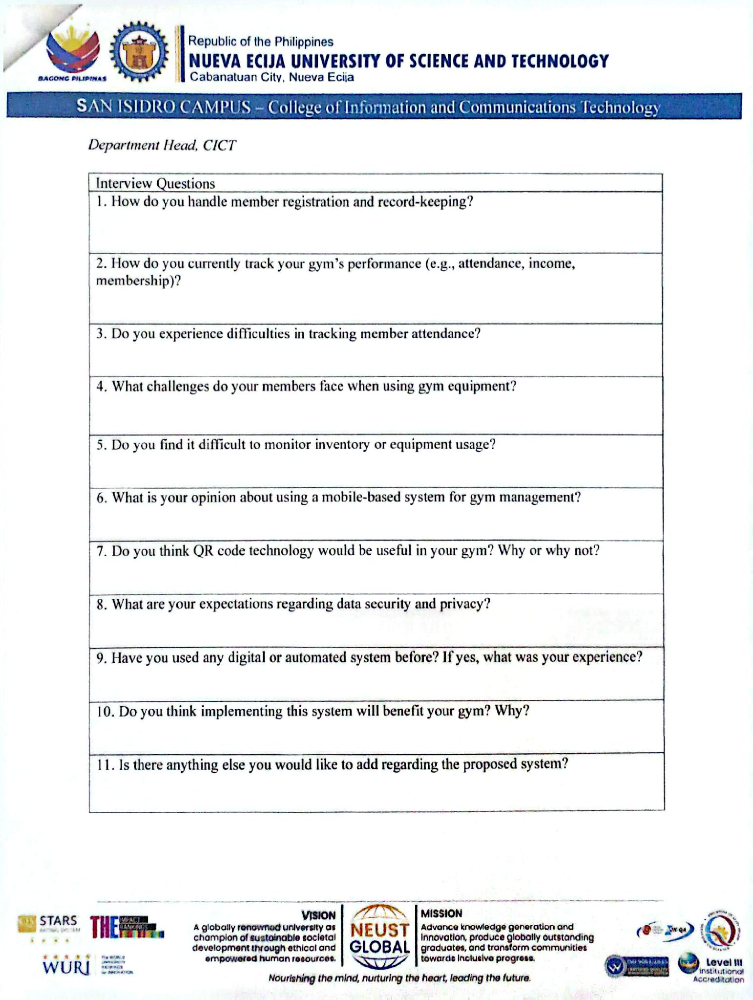 BAGONG PILIPINAS
Republic of the Philippines
NUEVA ECIJA UNIVERSITY OF SCIENCE AND TECHNOLOGY
Cabanatuan City, Nueva Ecija
SAN ISIDRO CAMPUS – College of Information and Communications Technology
Department Head, CICT
Interview Questions
1. How do you handle member registration and record-keeping?
2. How do you currently track your gym's performance (e.g., attendance, income,
membership)?
3. Do you experience difficulties in tracking member attendance?
4. What challenges do your members face when using gym equipment?
5. Do you find it difficult to monitor inventory or equipment usage?
6. What is your opinion about using a mobile-based system for gym management?
7. Do you think QR code technology would be useful in your gym? Why or why not?
8. What are your expectations regarding data security and privacy?
9. Have you used any digital or automated system before? If yes, what was your experience?
10. Do you think implementing this system will benefit your gym? Why?
11. Is there anything else you would like to add regarding the proposed system?
STARS
RATING SYSTEM
THE IMPACT
RANKINGS
WURI
VISION
A globally renowned university as
champion of sustainable societal
development through ethical and
empowered human resources.
NEUST
GLOBAL
MISSION
Advance knowledge generation and
innovation, produce globally outstanding
graduates, and transform communities
towards inclusive progress.
Nourishing the mind, nurturing the heart, leading the future.
Level III
Institutional
Accreditation